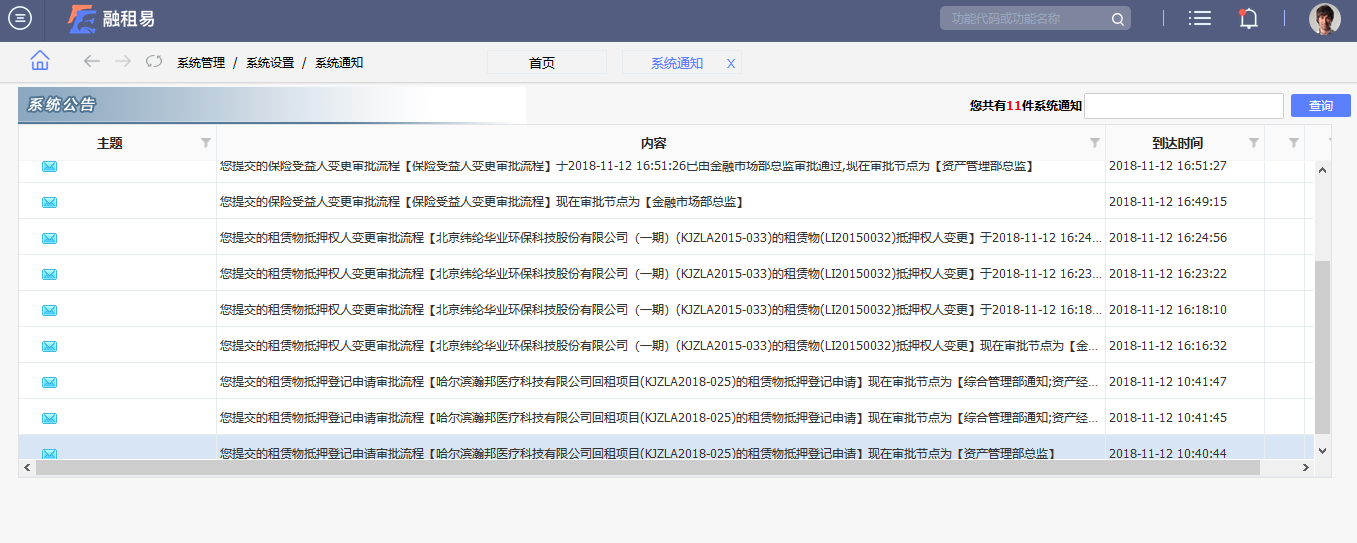 融租易
功能代码或功能名称
系统管理 / 系统设置 / 系统通知
首页
系统通知 X
系统公告
您共有11件系统通知
查询
主题 内容 到达时间
您提交的保险受益人变更审批流程【保险受益人变更审批流程】于2018-11-12 16:51:26已由金融市场部总监审批通过,现在审批节点为【资产管理部总监】 2018-11-12 16:51:27
您提交的保险受益人变更审批流程【保险受益人变更审批流程】现在审批节点为【金融市场部总监】 2018-11-12 16:49:15
您提交的租赁物抵押权人变更审批流程【北京纬纶华业环保科技股份有限公司（一期）(KJZLA2015-033)的租赁物(LI20150032)抵押权人变更】于2018-11-12 16:24... 2018-11-12 16:24:56
您提交的租赁物抵押权人变更审批流程【北京纬纶华业环保科技股份有限公司（一期）(KJZLA2015-033)的租赁物(LI20150032)抵押权人变更】于2018-11-12 16:23... 2018-11-12 16:23:22
您提交的租赁物抵押权人变更审批流程【北京纬纶华业环保科技股份有限公司（一期）(KJZLA2015-033)的租赁物(LI20150032)抵押权人变更】于2018-11-12 16:18... 2018-11-12 16:18:10
您提交的租赁物抵押权人变更审批流程【北京纬纶华业环保科技股份有限公司（一期）(KJZLA2015-033)的租赁物(LI20150032)抵押权人变更】现在审批节点为【金... 2018-11-12 16:16:32
您提交的租赁物抵押登记申请审批流程【哈尔滨瀚邦医疗科技有限公司回租项目(KJZLA2018-025)的租赁物抵押登记申请】现在审批节点为【综合管理部通知;资产经... 2018-11-12 10:41:47
您提交的租赁物抵押登记申请审批流程【哈尔滨瀚邦医疗科技有限公司回租项目(KJZLA2018-025)的租赁物抵押登记申请】现在审批节点为【综合管理部通知;资产经... 2018-11-12 10:41:45
您提交的租赁物抵押登记申请审批流程【哈尔滨瀚邦医疗科技有限公司回租项目(KJZLA2018-025)的租赁物抵押登记申请】现在审批节点为【资产管理部总监】 2018-11-12 10:40:44